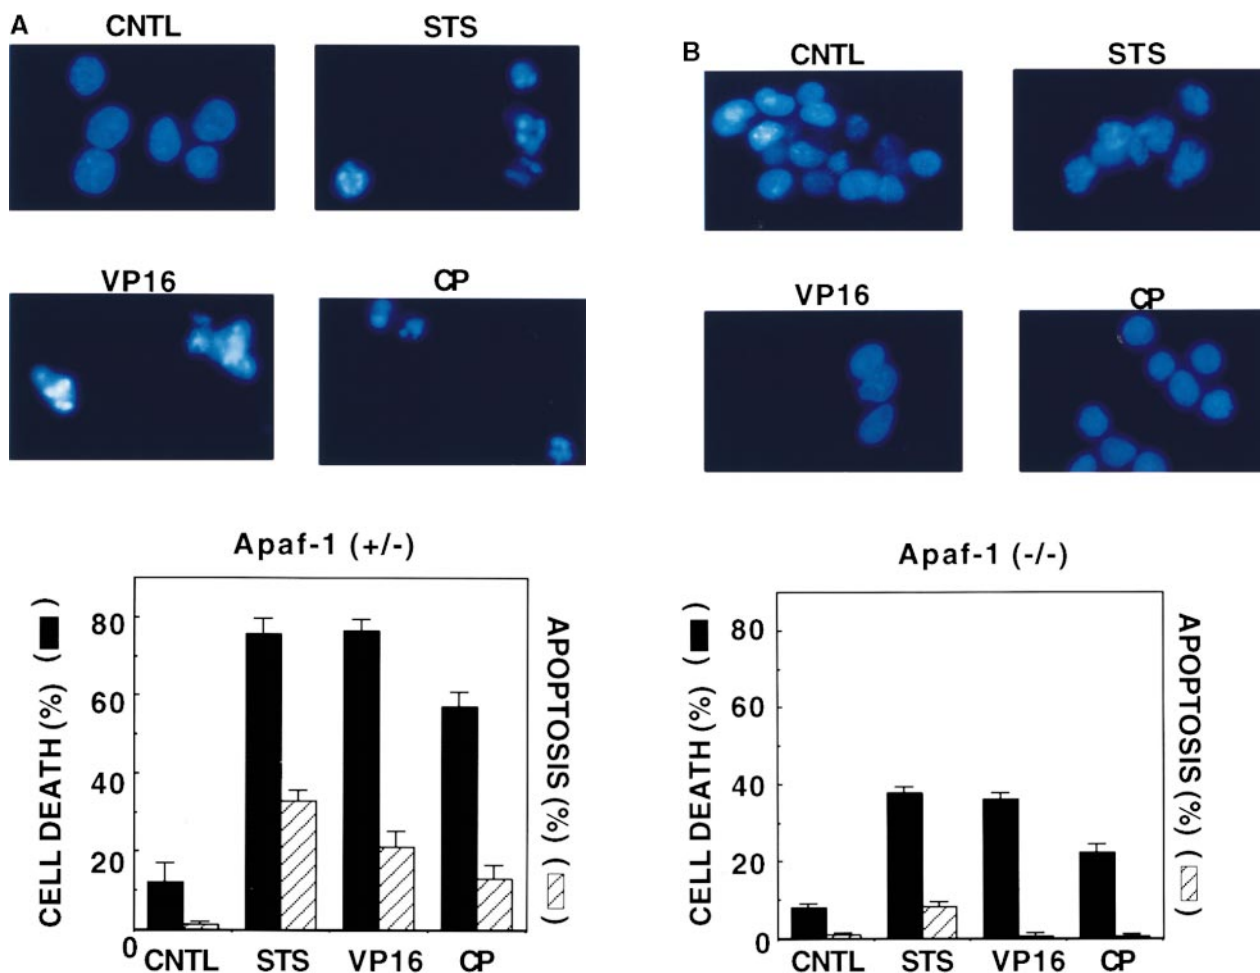 A
CNTL
STS
VP16
CP
Apaf-1 (+/-)
CELL DEATH (%) ( )
80
60
40
20
0
APOPTOSIS (%) ( )
CNTL STS VP16 CP
B
CNTL
STS
VP16
CP
Apaf-1 (-/-)
CELL DEATH (%) ( )
80
60
40
20
0
APOPTOSIS (%) ( )
CNTL STS VP16 CP